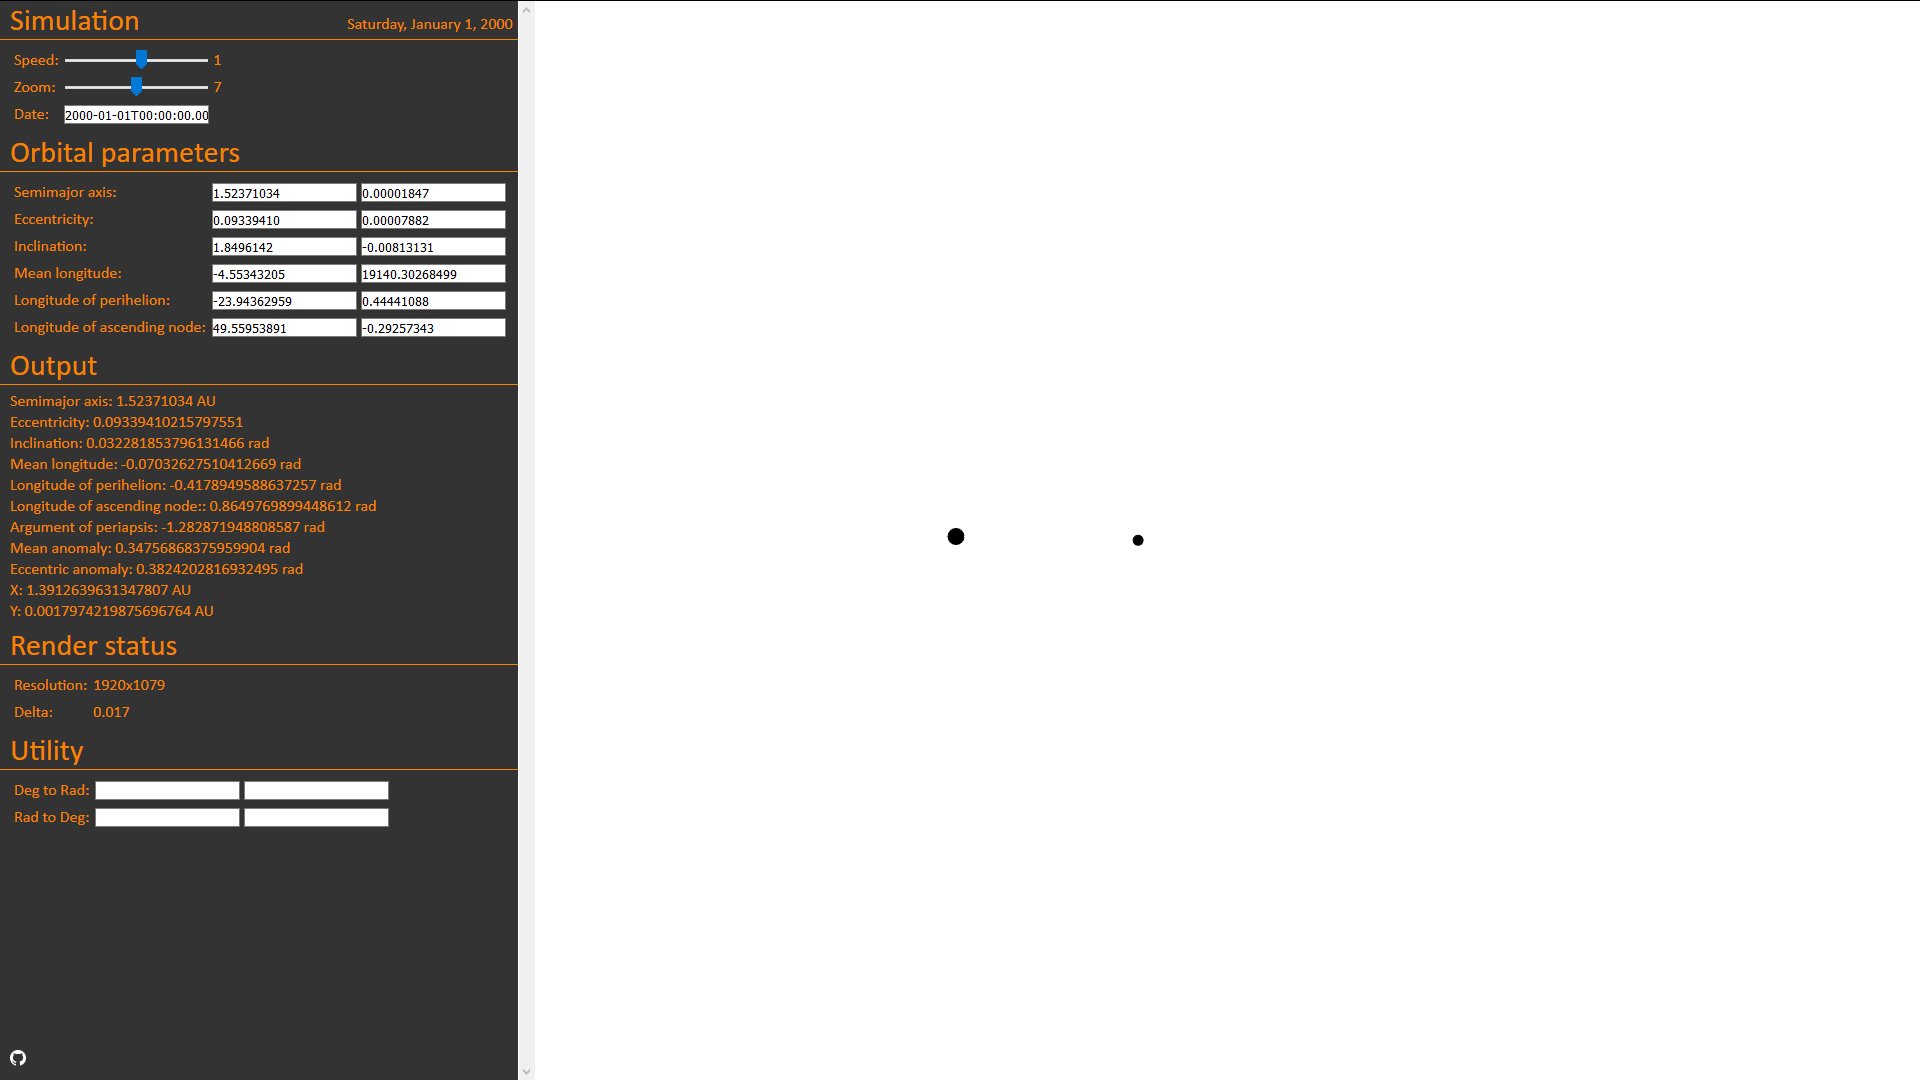 Simulation Saturday, January 1, 2000
Speed: 1
Zoom: 7
Date: 2000-01-01T00:00:00.00
Orbital parameters
Semimajor axis: 1.52371034 0.00001847
Eccentricity: 0.09339410 0.00007882
Inclination: 1.8496142 -0.00813131
Mean longitude: -4.55343205 19140.30268499
Longitude of perihelion: -23.94362959 0.44441088
Longitude of ascending node: 49.55953891 -0.29257343
Output
Semimajor axis: 1.52371034 AU
Eccentricity: 0.09339410215797551
Inclination: 0.032281853796131466 rad
Mean longitude: -0.07032627510412669 rad
Longitude of perihelion: -0.4178949588637257 rad
Longitude of ascending node:: 0.8649769899448612 rad
Argument of periapsis: -1.282871948808587 rad
Mean anomaly: 0.34756868375959904 rad
Eccentric anomaly: 0.3824202816932495 rad
X: 1.3912639631347807 AU
Y: 0.0017974219875696764 AU
Render status
Resolution: 1920x1079
Delta: 0.017
Utility
Deg to Rad:
Rad to Deg: